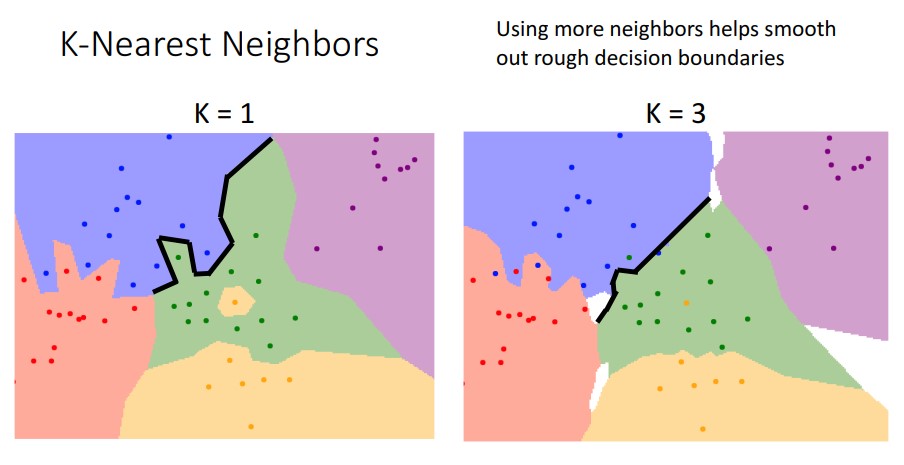 K-Nearest Neighbors
Using more neighbors helps smooth
out rough decision boundaries
K = 1
K = 3